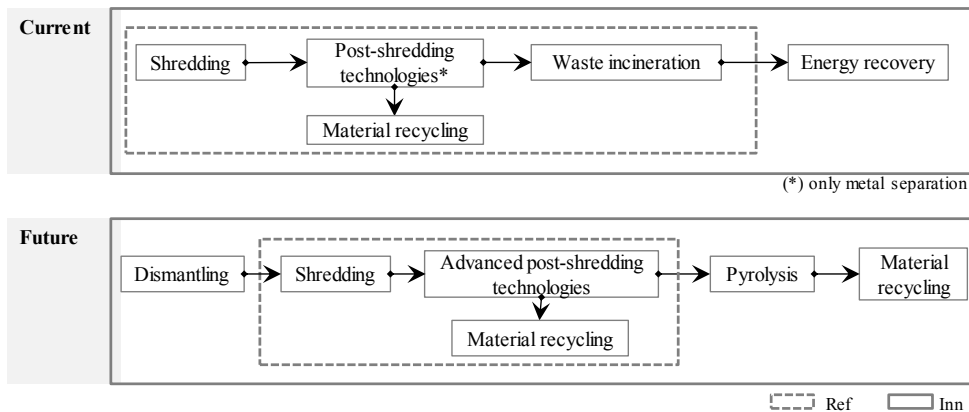 Current
Shredding
Post-shredding
technologies*
Waste incineration
Energy recovery
Material recycling
(*) only metal separation
Future
Dismantling
Shredding
Advanced post-shredding
technologies
Pyrolysis
Material
recycling
Material recycling
Ref
Inn